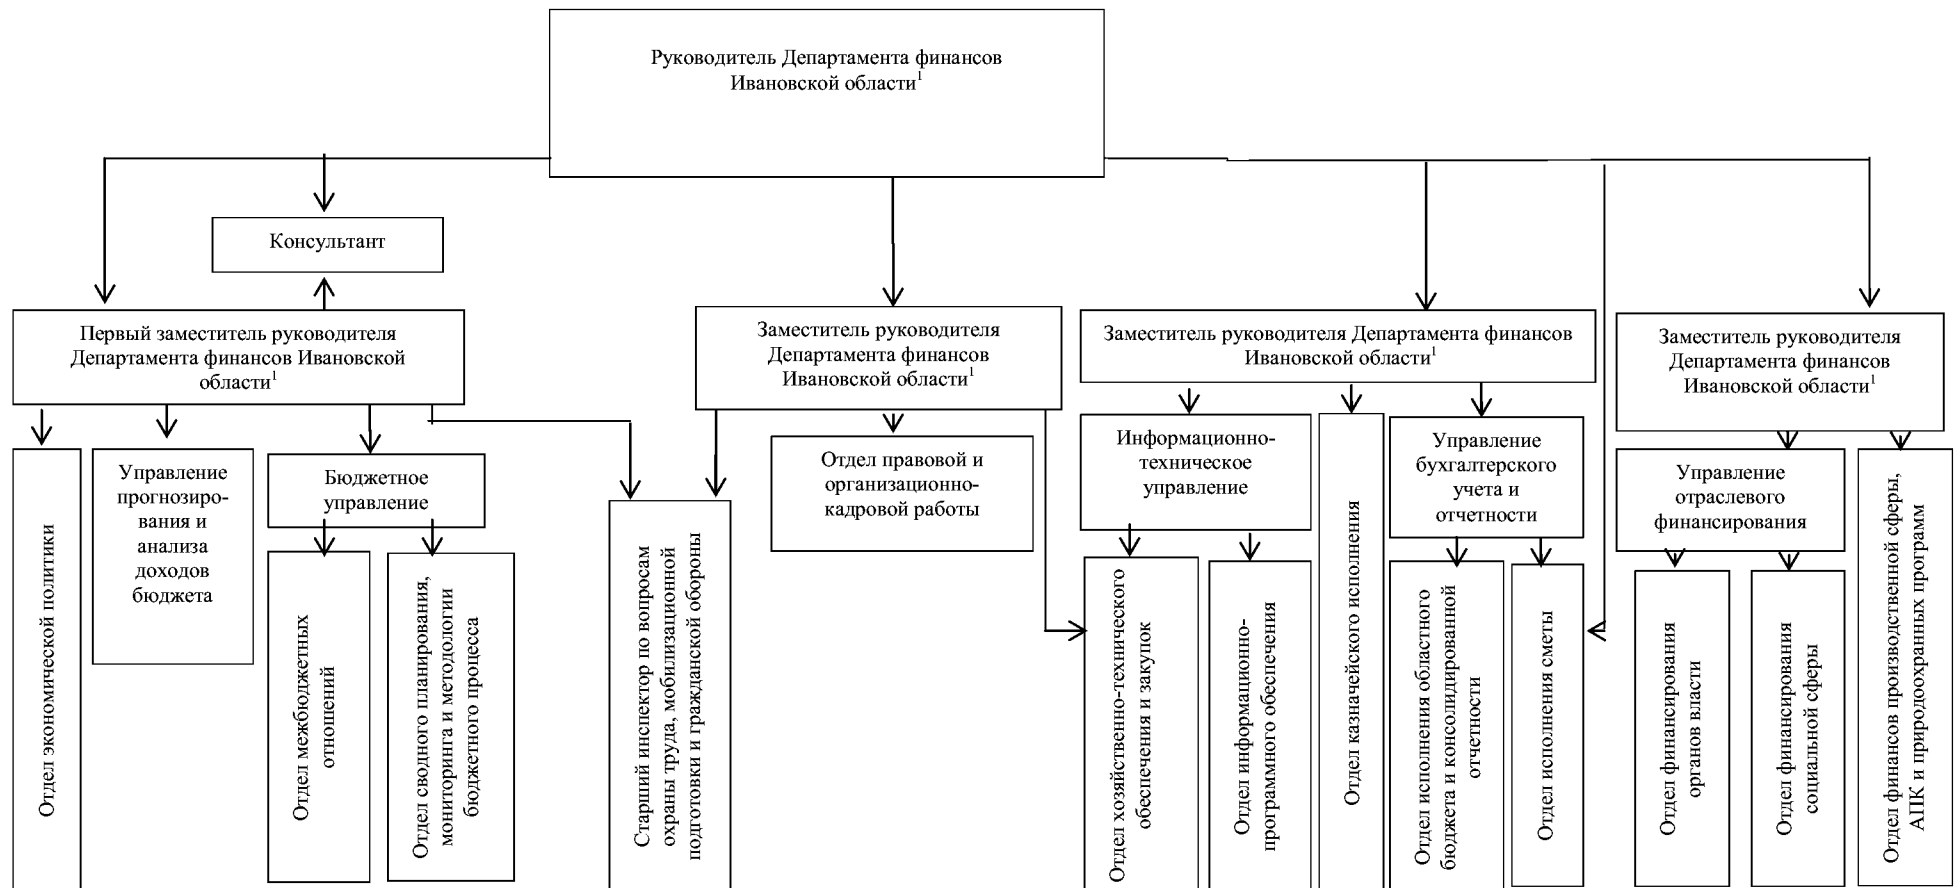 Руководитель Департамента финансов
Ивановской области¹
Консультант
Первый заместитель руководителя
Департамента финансов Ивановской
области¹
Заместитель руководителя
Департамента финансов
Ивановской области¹
Заместитель руководителя Департамента финансов
Ивановской области¹
Заместитель руководителя
Департамента финансов
Ивановской области¹
Отдел экономической политики
Управление
прогнозиро-
вания и
анализа
доходов
бюджета
Бюджетное
управление
Отдел межбюджетных
отношений
Отдел сводного планирования,
мониторинга и методологии
бюджетного процесса
Старший инспектор по вопросам
охраны труда, мобилизационной
подготовки и гражданской обороны
Отдел правовой и
организационно-
кадровой работы
Информационно-
техническое
управление
Отдел хозяйственно-технического
обеспечения и закупок
Отдел информационно-
программного обеспечения
Отдел казначейского исполнения
Управление
бухгалтерского
учета и
отчетности
Отдел исполнения областного
бюджета и консолидированной
отчетности
Отдел исполнения сметы
Управление
отраслевого
финансирования
Отдел финансирования
органов власти
Отдел финансирования
социальной сферы
Отдел финансов производственной сферы,
АПК и природоохранных программ